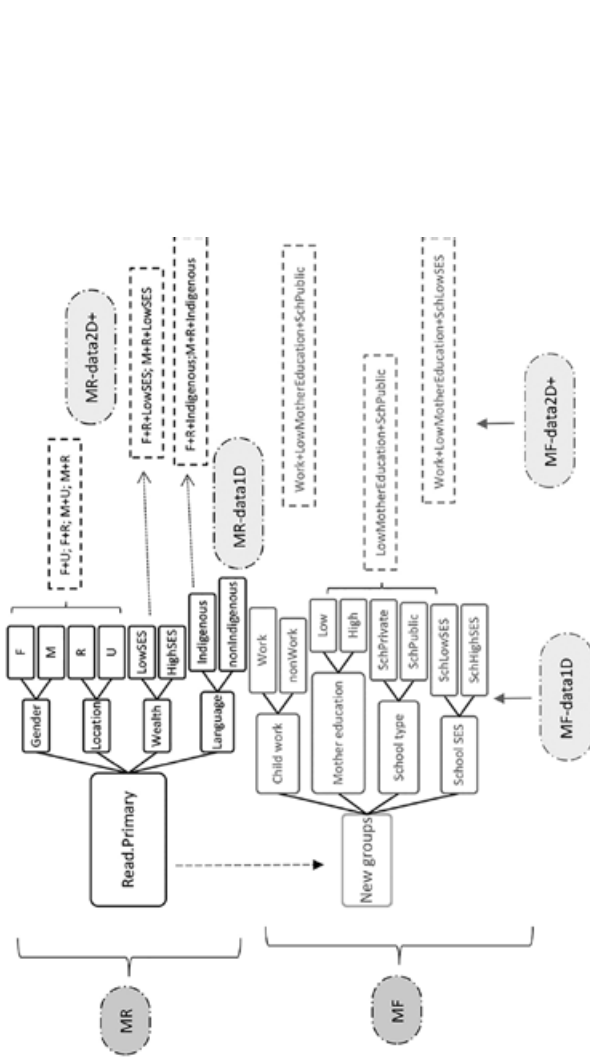 MR
Read.Primary
Gender
F
M
Location
R
U
Wealth
LowSES
HighSES
Language
Indigenous
nonIndigenous
F+U; F+R; M+U; M+R
F+R+LowSES; M+R+LowSES
F+R+Indigenous;M+R+Indigenous
MR-data1D
MR-data2D+
MF
New groups
Child work
Work
nonWork
Mother education
Low
High
School type
SchPrivate
SchPublic
School SES
SchLowSES
SchHighSES
Work+LowMotherEducation+SchPublic
LowMotherEducation+SchPublic
Work+LowMotherEducation+SchLowSES
MF-data1D
MF-data2D+